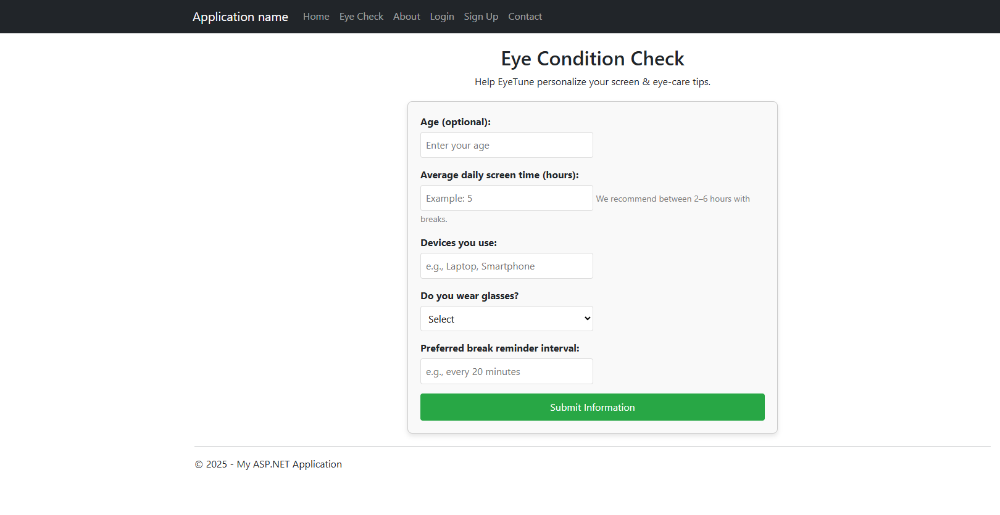 Application name Home Eye Check About Login Sign Up Contact
Eye Condition Check
Help EyeTune personalize your screen & eye-care tips.
Age (optional):
Enter your age
Average daily screen time (hours):
Example: 5 We recommend between 2–6 hours with
breaks.
Devices you use:
e.g., Laptop, Smartphone
Do you wear glasses?
Select
Preferred break reminder interval:
e.g., every 20 minutes
Submit Information
© 2025 - My ASP.NET Application